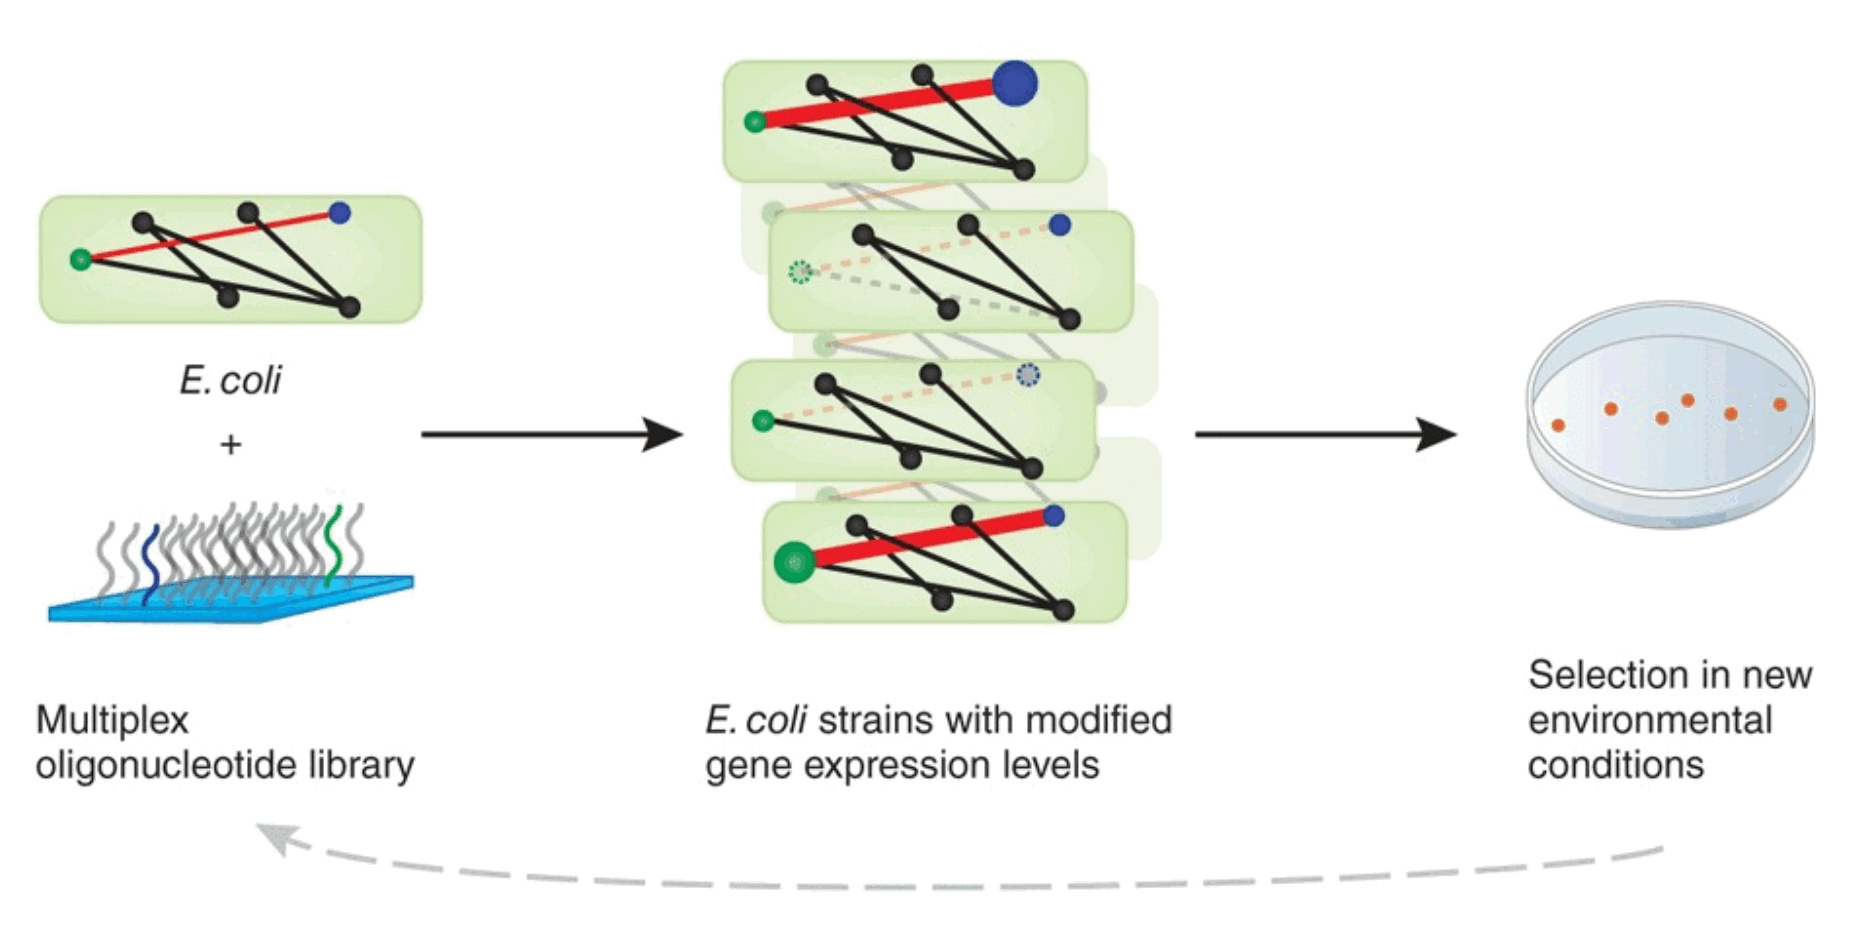 E. coli
+
Multiplex
oligonucleotide library
E. coli strains with modified
gene expression levels
Selection in new
environmental
conditions